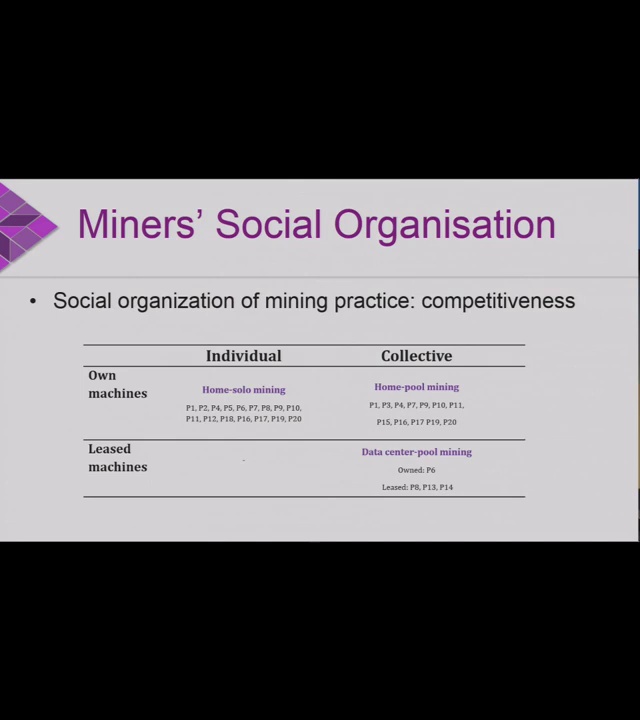 Miners' Social Organisation
• Social organization of mining practice: competitiveness
Individual Collective
Own
machines
Home-solo mining
P1, P2, P4, P5, P6, P7, P8, P9, P10,
P11, P12, P18, P16, P17, P19, P20
Home-pool mining
P1, P3, P4, P7, P9, P10, P11,
P15, P16, P17 P19, P20
Leased
machines
-
Data center-pool mining
Owned: P6
Leased: P8, P13, P14